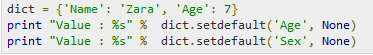 dict = {'Name': 'Zara', 'Age': 7}
print "Value : %s" %  dict.setdefault('Age', None)
print "Value : %s" %  dict.setdefault('Sex', None)